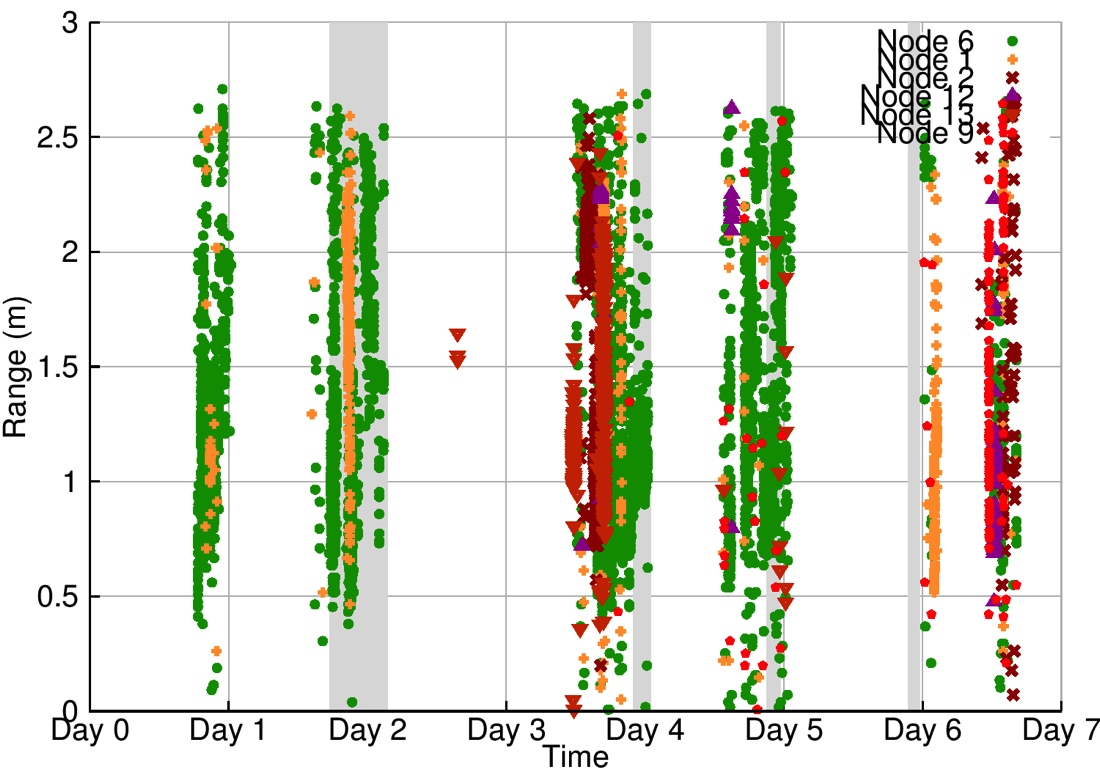 3
2.5
2
1.5
1
0.5
0
Range (m)
Node 6
Node 1
Node 2
Node 12
Node 13
Node 9
Day 0
Day 1
Day 2
Day 3
Day 4
Day 5
Day 6
Day 7
Time